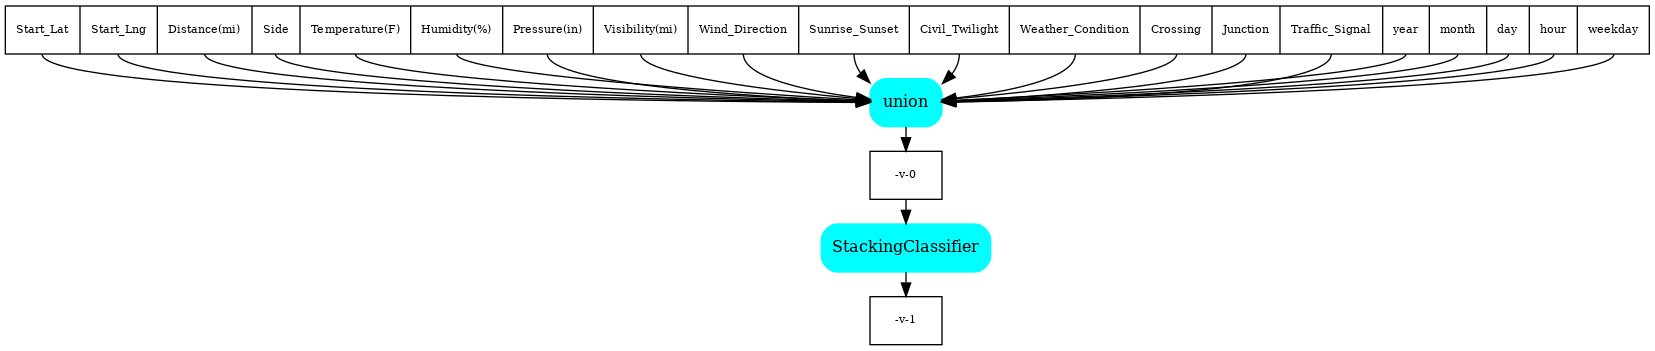 Start_Lat Start_Lng Distance(mi) Side Temperature(F) Humidity(%) Pressure(in) Visibility(mi) Wind_Direction Sunrise_Sunset Civil_Twilight Weather_Condition Crossing Junction Traffic_Signal year month day hour weekday
union
-v-0
StackingClassifier
-v-1